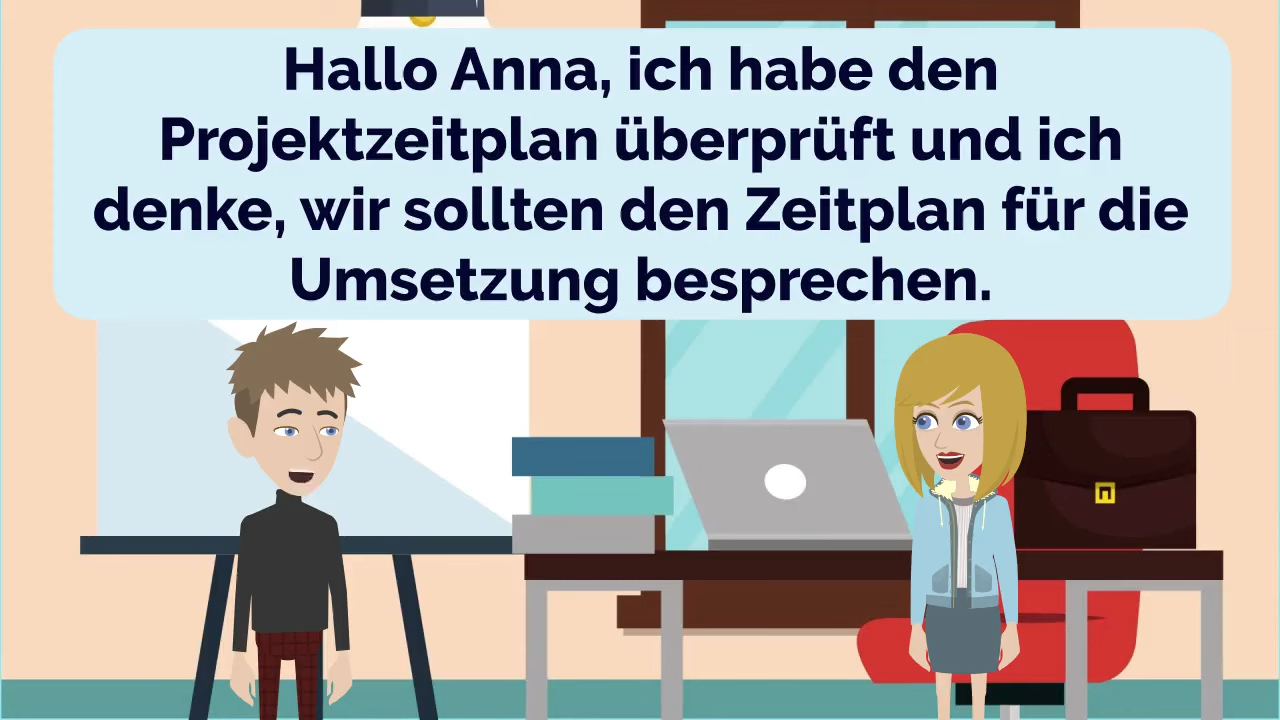 Hallo Anna, ich habe den
Projektzeitplan überprüft und ich
denke, wir sollten den Zeitplan für die
Umsetzung besprechen.